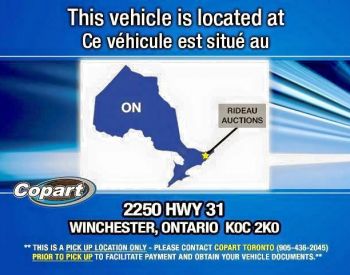 This vehicle is located at
Ce véhicule est situé au
ON
RIDEAU
AUCTIONS
Copart
2250 HWY 31
WINCHESTER, ONTARIO K0C 2K0
** THIS IS A PICK UP LOCATION ONLY - PLEASE CONTACT COPART TORONTO (905-436-2045)
PRIOR TO PICK UP TO FACILITATE PAYMENT AND OBTAIN YOUR VEHICLE DOCUMENTS.**